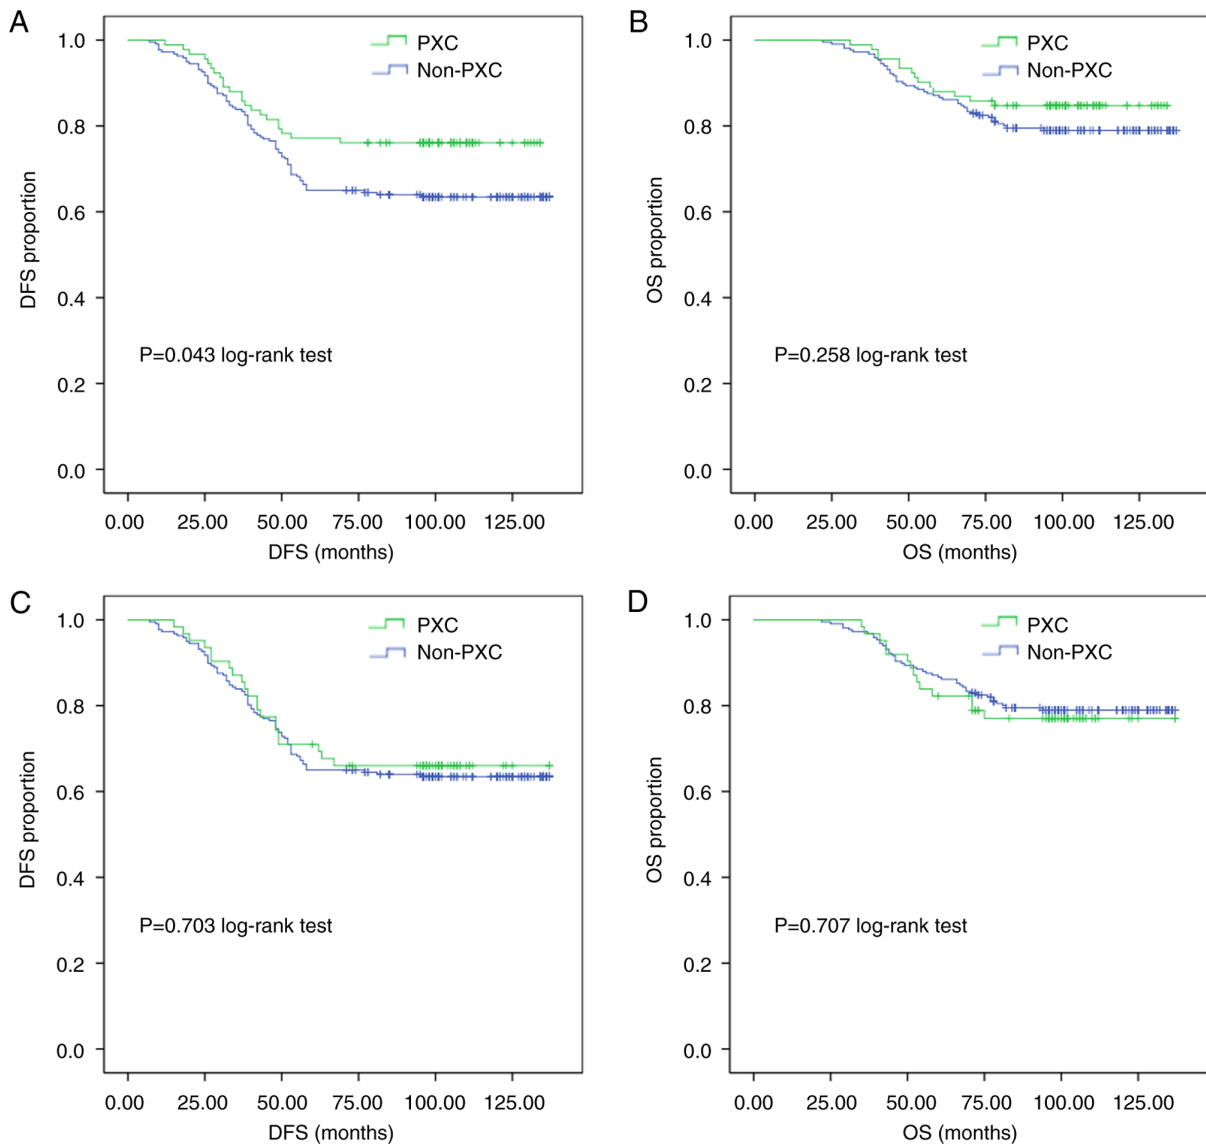 A
1.0
0.8
0.6
0.4
0.2
0.0
DFS proportion
PXC
Non-PXC
P=0.043 log-rank test
0.00 25.00 50.00 75.00 100.00 125.00
DFS (months)
B
1.0
0.8
0.6
0.4
0.2
0.0
OS proportion
PXC
Non-PXC
P=0.258 log-rank test
0.00 25.00 50.00 75.00 100.00 125.00
OS (months)
C
1.0
0.8
0.6
0.4
0.2
0.0
DFS proportion
PXC
Non-PXC
P=0.703 log-rank test
0.00 25.00 50.00 75.00 100.00 125.00
DFS (months)
D
1.0
0.8
0.6
0.4
0.2
0.0
OS proportion
PXC
Non-PXC
P=0.707 log-rank test
0.00 25.00 50.00 75.00 100.00 125.00
OS (months)